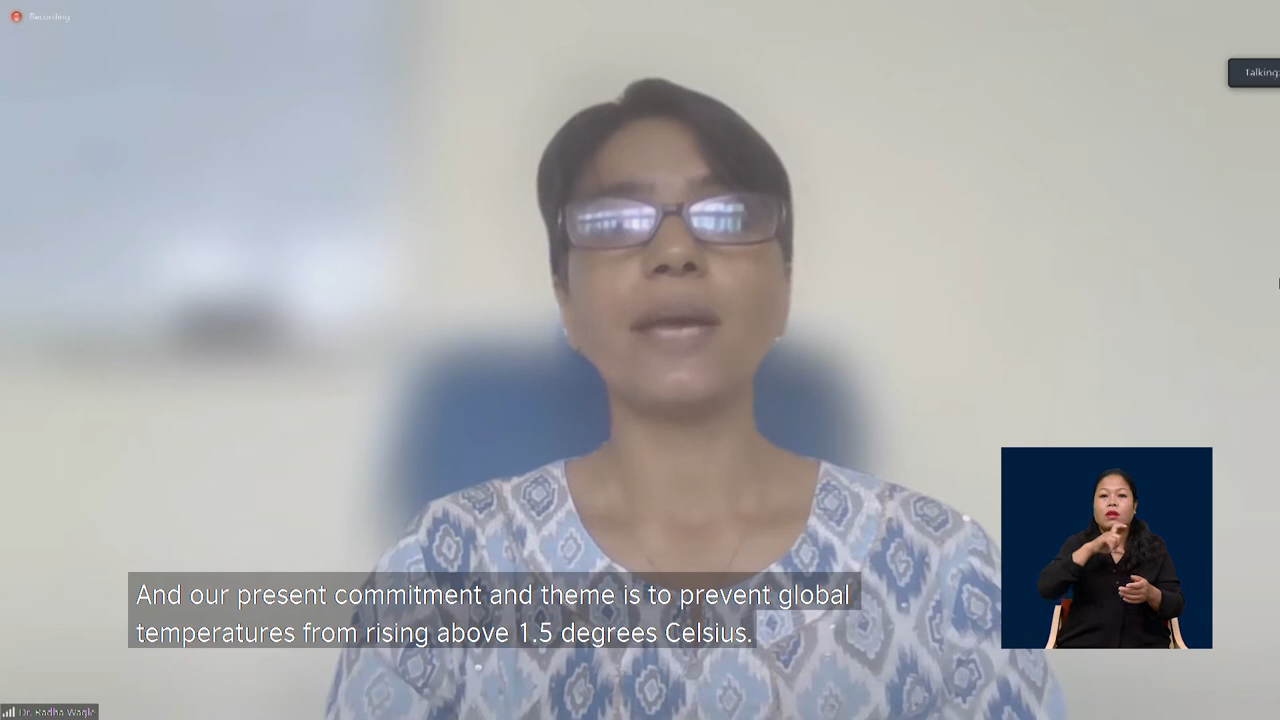 Recording
Talking:
And our present commitment and theme is to prevent global
temperatures from rising above 1.5 degrees Celsius.
Dr. Radha Wagle